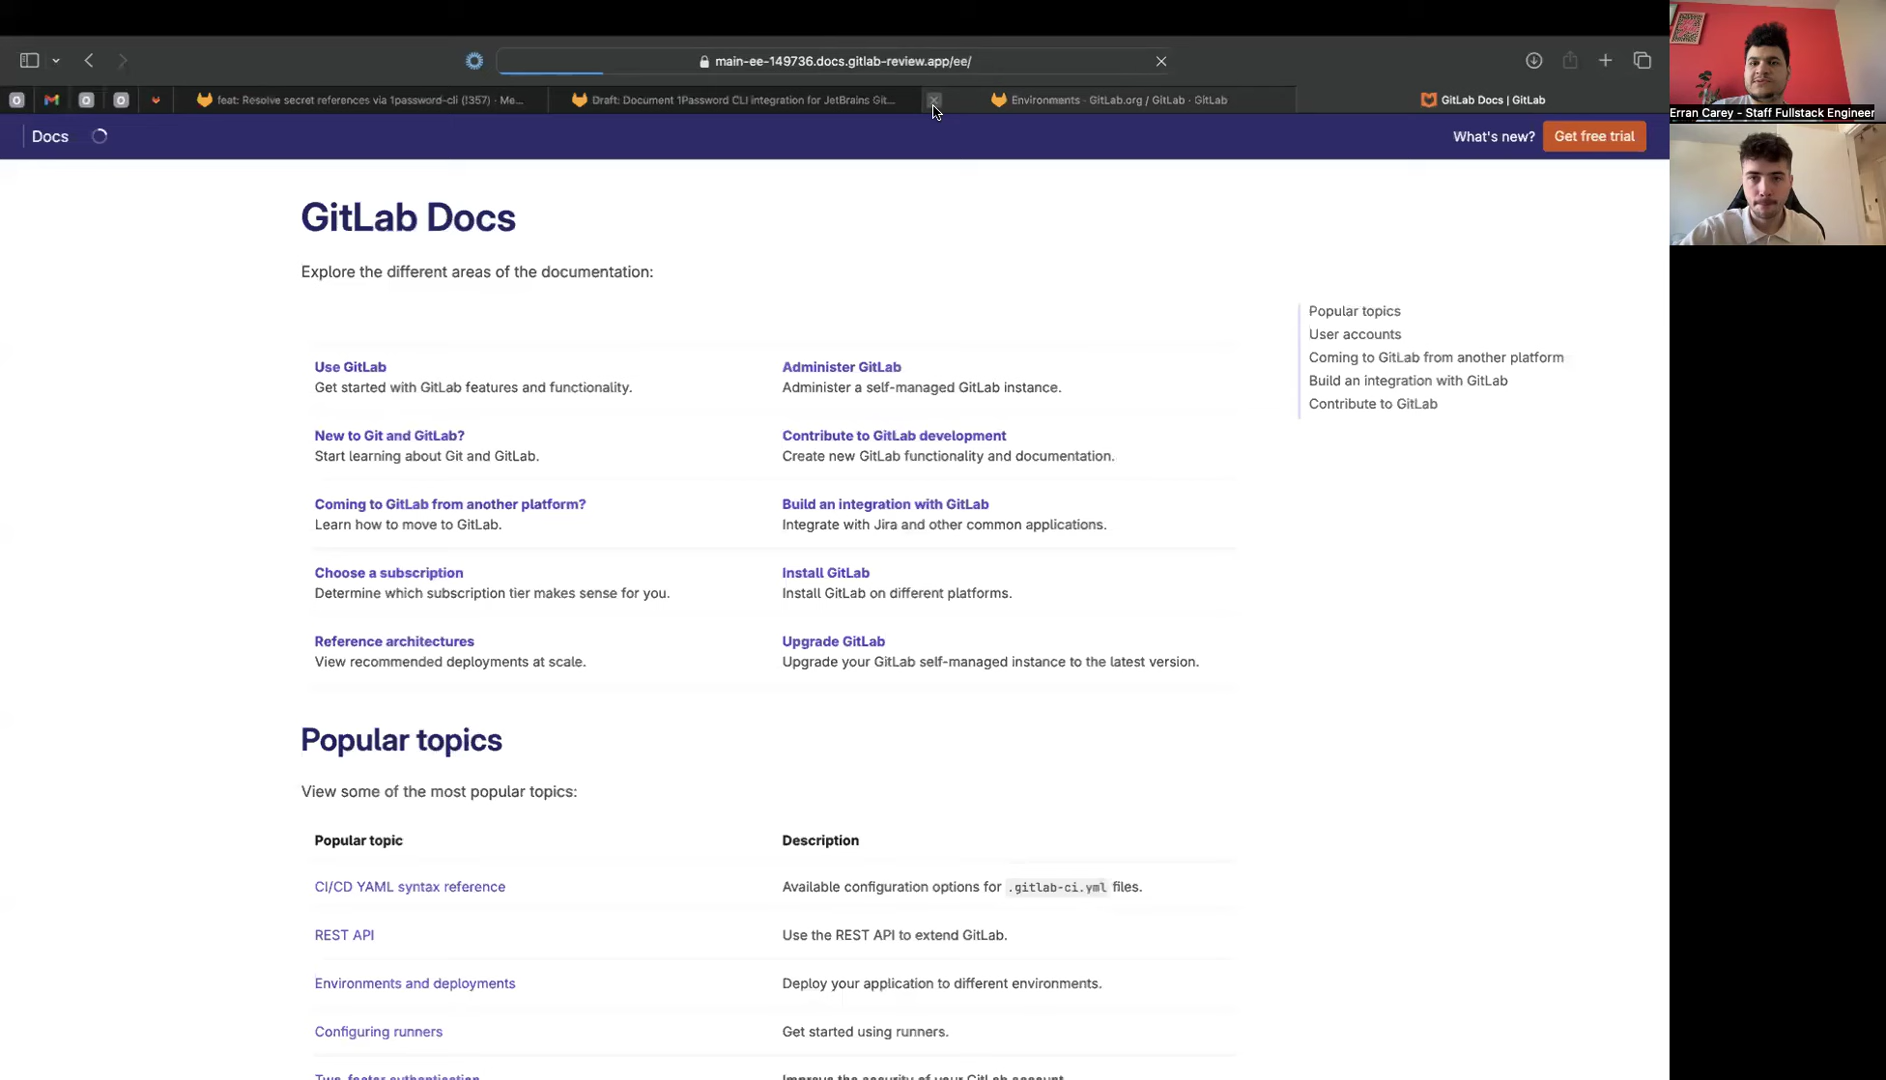 main-ee-149736.docs.gitlab-review.app/ee/
feat: Resolve secret references via 1password-cli (!357) · Me...
Draft: Document 1Password CLI integration for JetBrains Git...
Environments · GitLab.org / GitLab · GitLab
GitLab Docs | GitLab
Erran Carey - Staff Fullstack Engineer
Docs
What's new?
Get free trial
GitLab Docs
Explore the different areas of the documentation:
Popular topics
User accounts
Coming to GitLab from another platform
Build an integration with GitLab
Contribute to GitLab
Use GitLab
Get started with GitLab features and functionality.
Administer GitLab
Administer a self-managed GitLab instance.
New to Git and GitLab?
Start learning about Git and GitLab.
Contribute to GitLab development
Create new GitLab functionality and documentation.
Coming to GitLab from another platform?
Learn how to move to GitLab.
Build an integration with GitLab
Integrate with Jira and other common applications.
Choose a subscription
Determine which subscription tier makes sense for you.
Install GitLab
Install GitLab on different platforms.
Reference architectures
View recommended deployments at scale.
Upgrade GitLab
Upgrade your GitLab self-managed instance to the latest version.
Popular topics
View some of the most popular topics:
Popular topic
Description
CI/CD YAML syntax reference
Available configuration options for .gitlab-ci.yml files.
REST API
Use the REST API to extend GitLab.
Environments and deployments
Deploy your application to different environments.
Configuring runners
Get started using runners.
Two-factor authentication
Improve the security of your GitLab account.